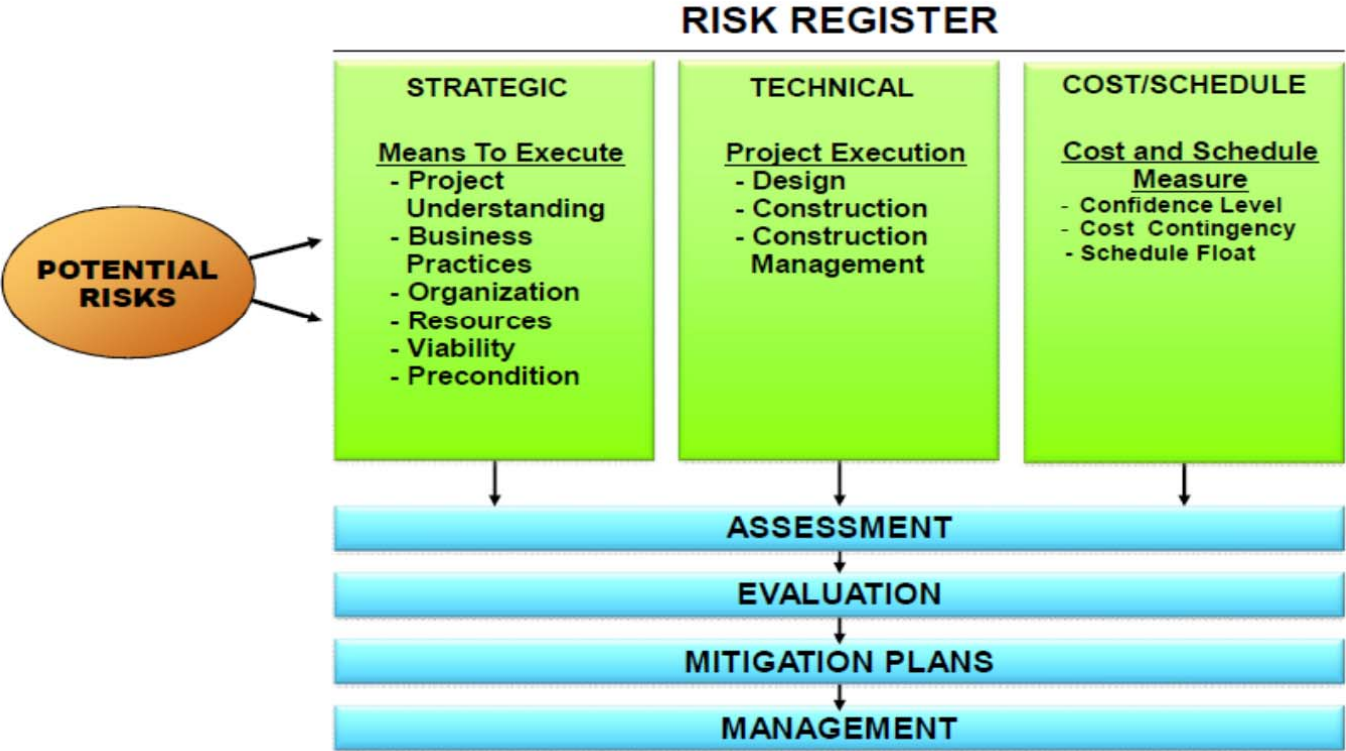 RISK REGISTER
POTENTIAL
RISKS
STRATEGIC
Means To Execute
- Project
Understanding
- Business
Practices
- Organization
- Resources
- Viability
- Precondition
TECHNICAL
Project Execution
- Design
- Construction
- Construction
Management
COST/SCHEDULE
Cost and Schedule
Measure
- Confidence Level
- Cost Contingency
- Schedule Float
ASSESSMENT
EVALUATION
MITIGATION PLANS
MANAGEMENT